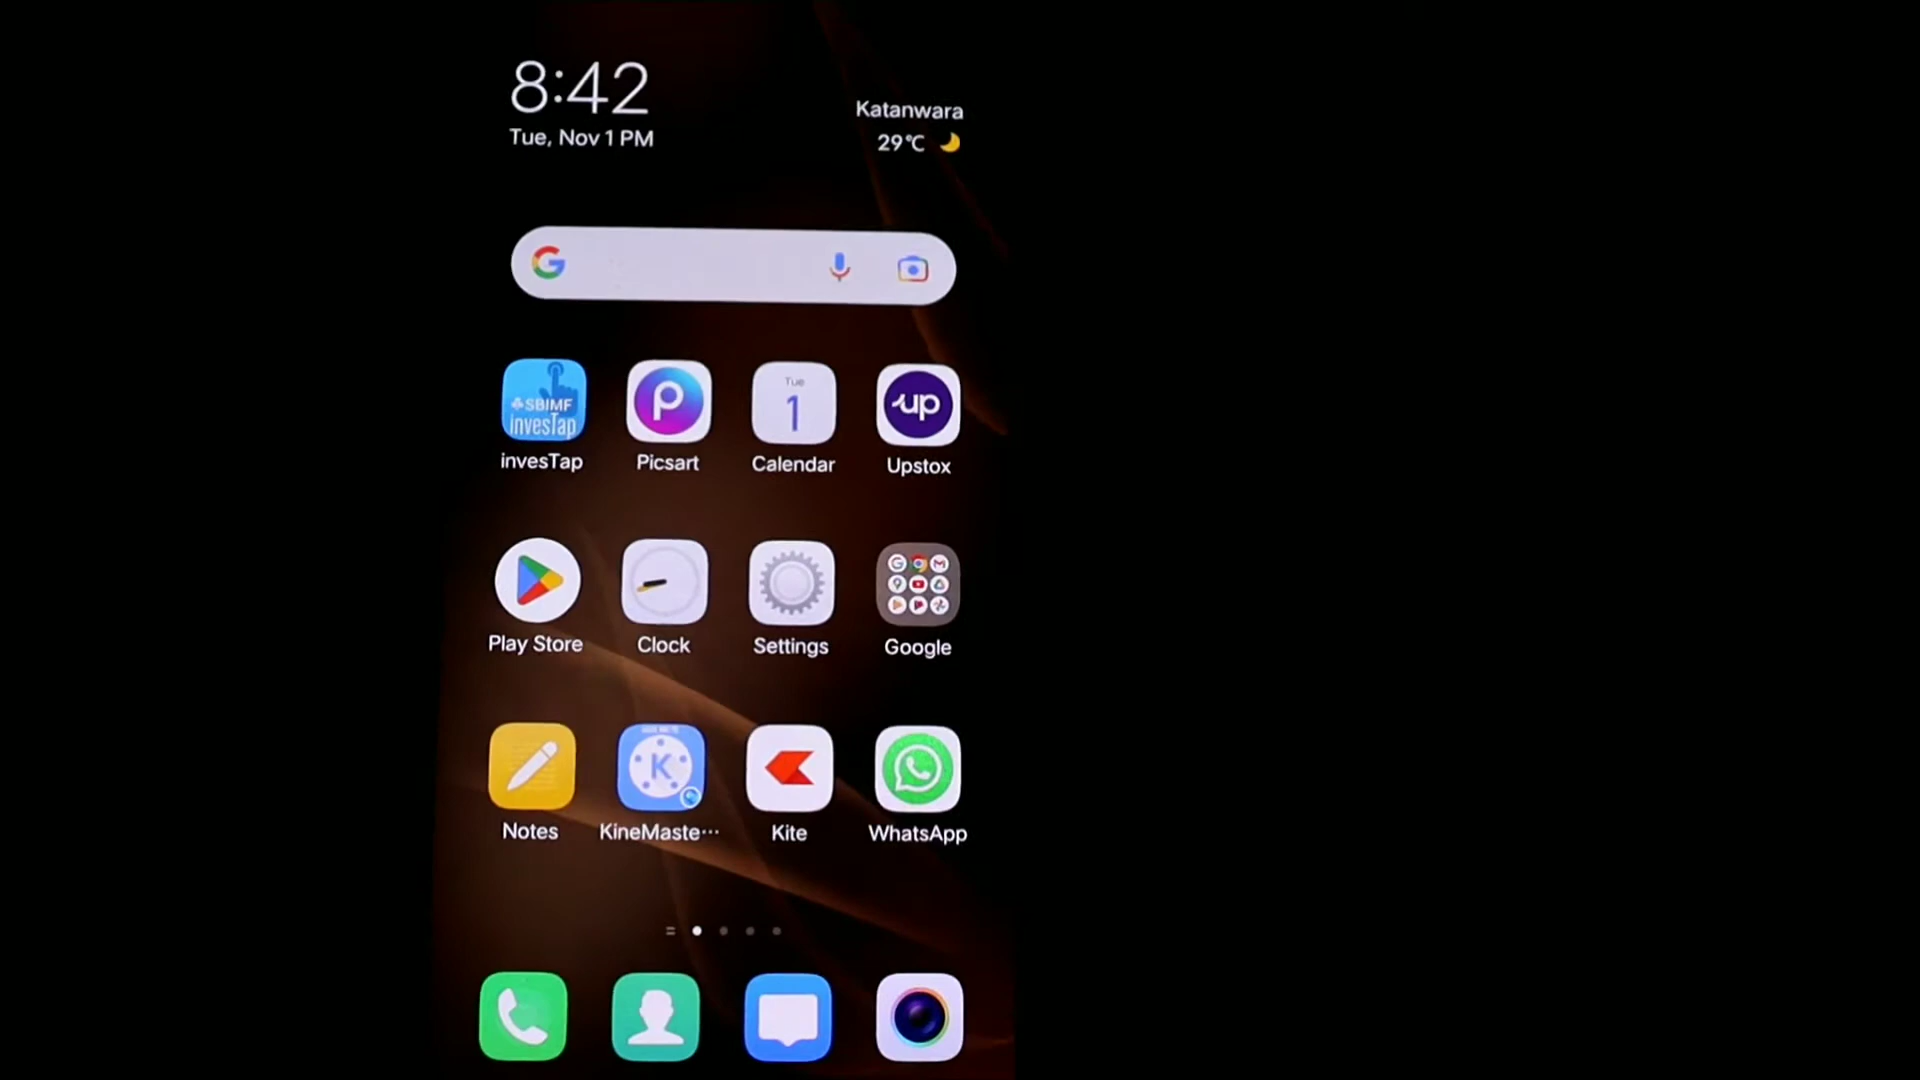 8:42
Tue, Nov 1 PM
Katanwara
29°C
SBIMF
invesTap
invesTap
Picsart
Tue
1
Calendar
up
Upstox
Play Store
Clock
Settings
Google
K
Notes
KineMaste···
Kite
WhatsApp